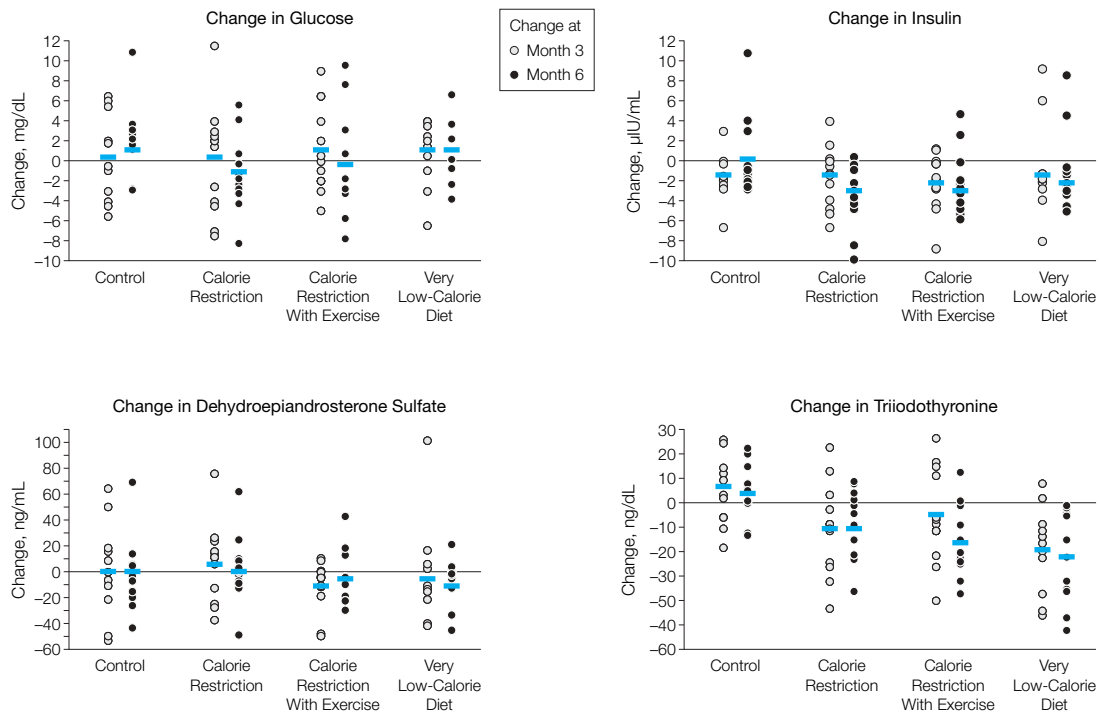 Change in Glucose
Change, mg/dL
12
10
8
6
4
2
0
–2
–4
–6
–8
–10
Control
Calorie
Restriction
Calorie
Restriction
With Exercise
Very
Low-Calorie
Diet
Change at
Month 3
Month 6
Change in Insulin
Change, µIU/mL
12
10
8
6
4
2
0
–2
–4
–6
–8
–10
Control
Calorie
Restriction
Calorie
Restriction
With Exercise
Very
Low-Calorie
Diet
Change in Dehydroepiandrosterone Sulfate
Change, ng/mL
100
80
60
40
20
0
–20
–40
–60
Control
Calorie
Restriction
Calorie
Restriction
With Exercise
Very
Low-Calorie
Diet
Change in Triiodothyronine
Change, ng/dL
30
20
10
0
–10
–20
–30
–40
–50
–60
Control
Calorie
Restriction
Calorie
Restriction
With Exercise
Very
Low-Calorie
Diet